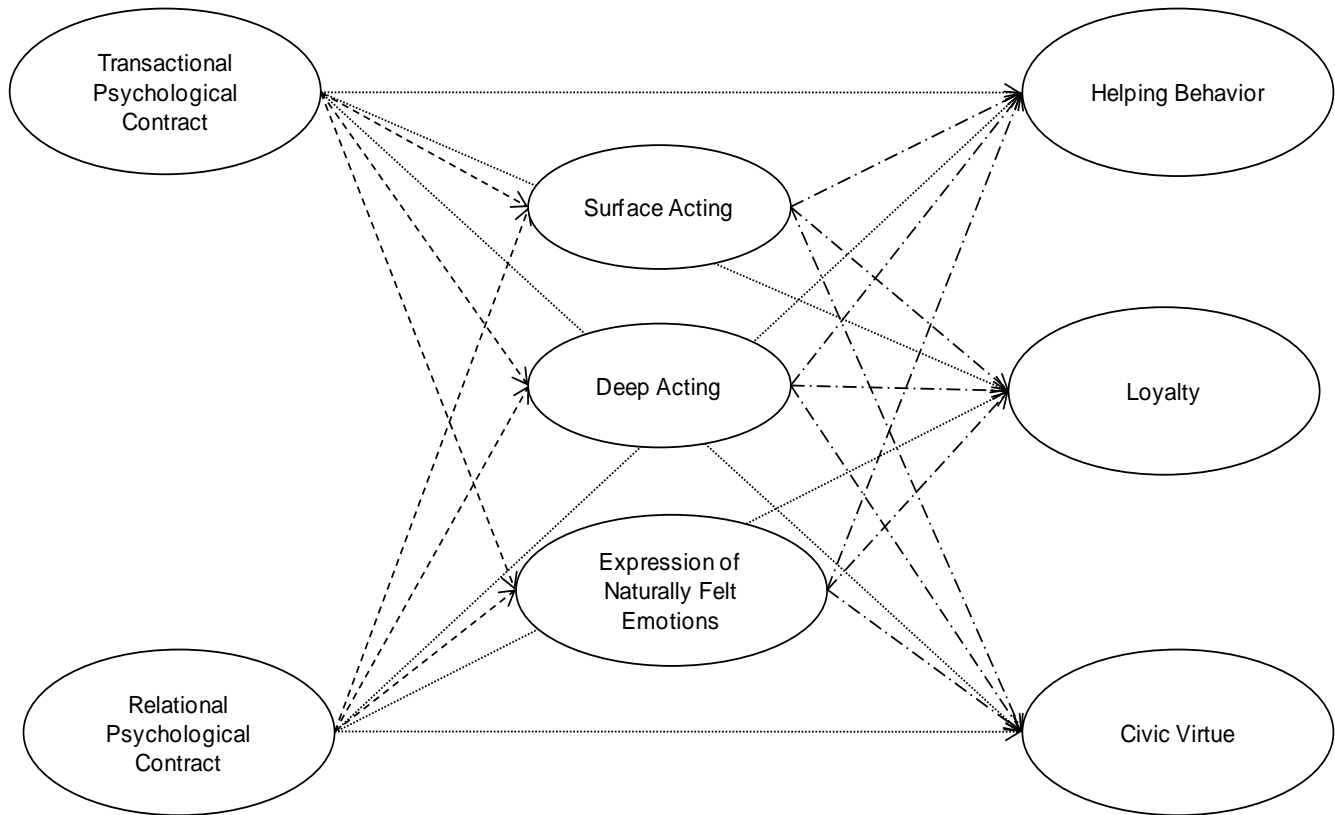 Transactional
Psychological
Contract
Helping Behavior
Surface Acting
Deep Acting
Loyalty
Expression of
Naturally Felt
Emotions
Relational
Psychological
Contract
Civic Virtue